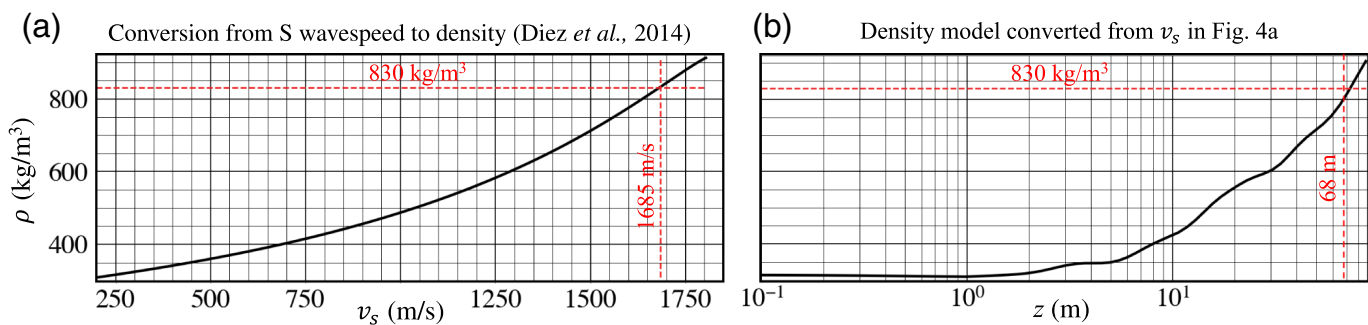 (a)
Conversion from S wavespeed to density (Diez et al., 2014)
830 kg/m³
1685 m/s
800
600
400
ρ (kg/m³)
250
500
750
1250
1500
1750
v_s (m/s)
(b)
Density model converted from v_s in Fig. 4a
830 kg/m³
68 m
10⁻¹
10⁰
10¹
z (m)